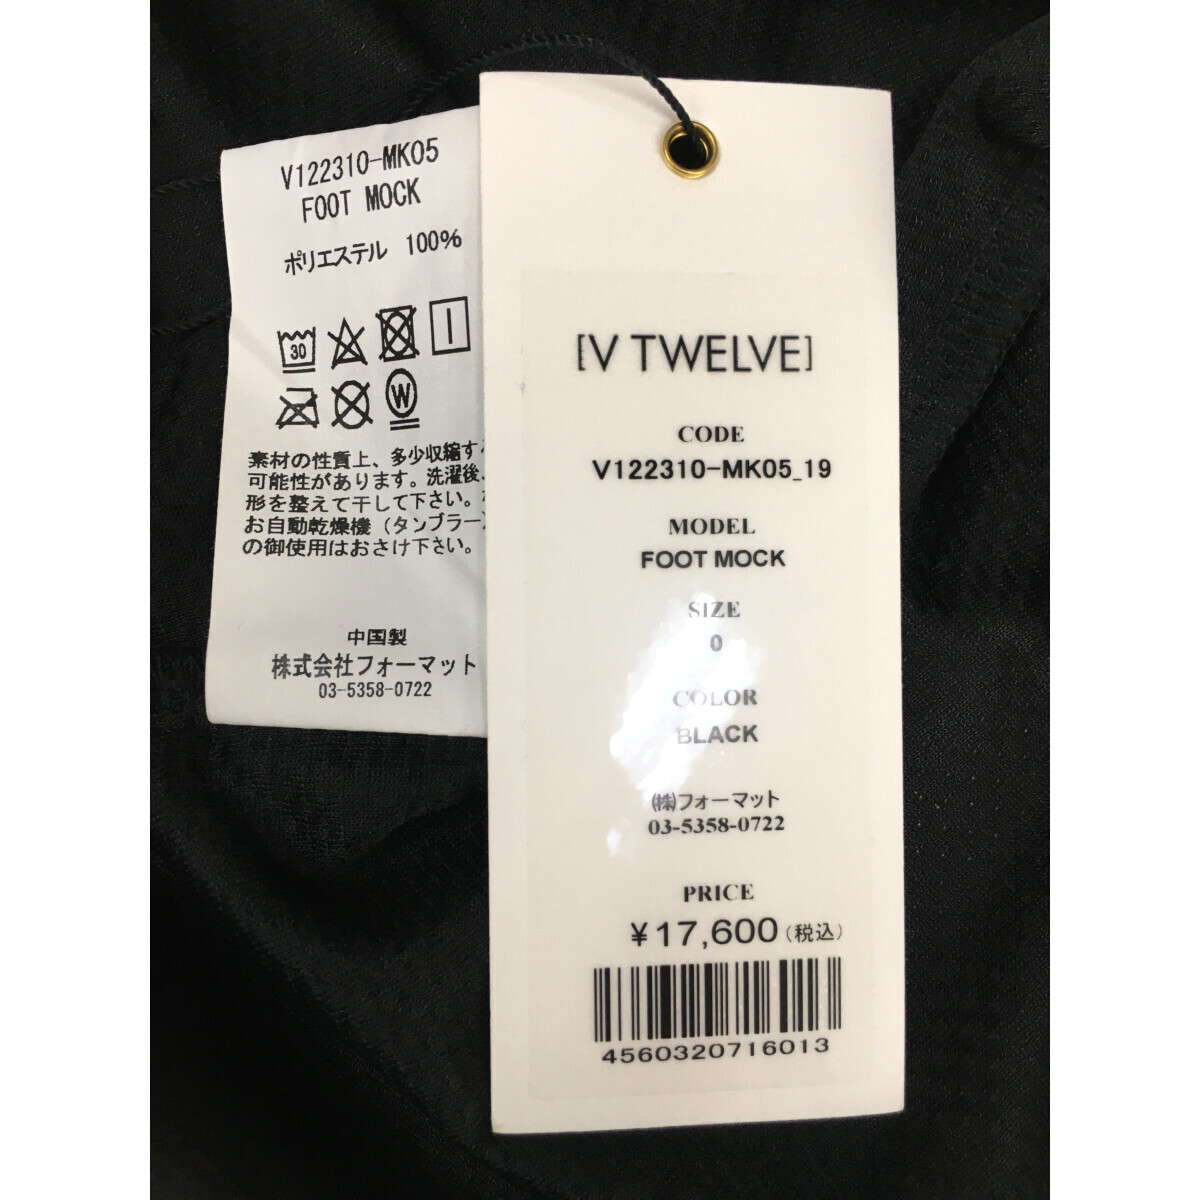 V122310-MK05
FOOT MOCK
ポリエステル 100%
30
W
素材の性質上、多少収縮す
可能性があります。洗濯後、
形を整えて干して下さい。
お自動乾燥機(タンブラー
の御使用はおさけ下さい。
中国製
株式会社フォーマット
03-5358-0722
[V TWELVE]
CODE
V122310-MK05_19
MODEL
FOOT MOCK
SIZE
0
COLOR
BLACK
㈱フォーマット
03-5358-0722
PRICE
¥17,600(税込)
4560320716013